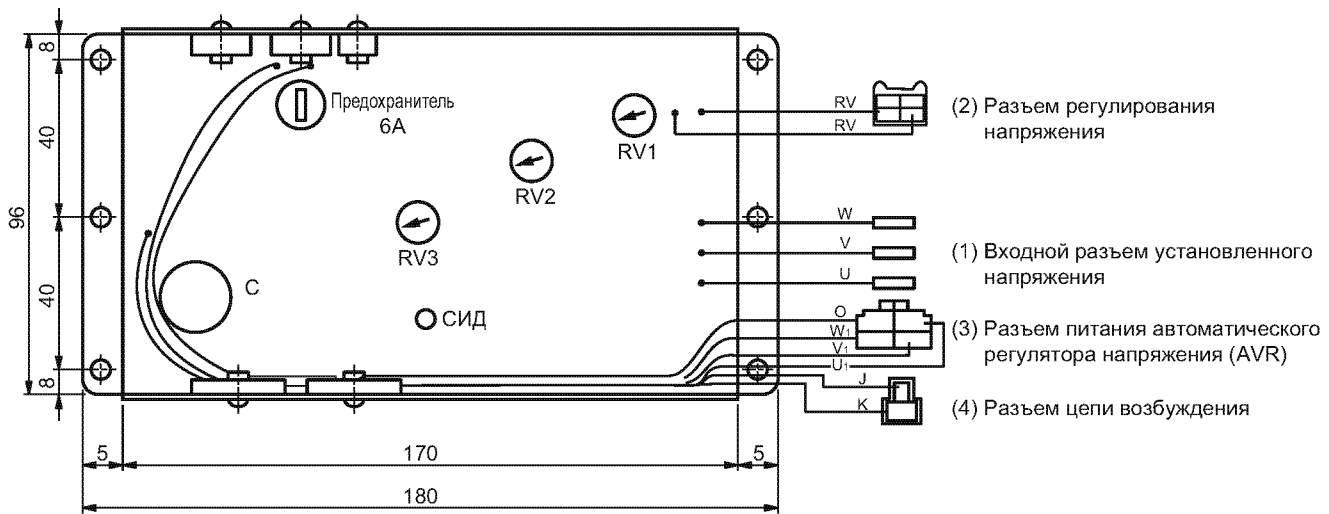 8
40
96
40
8
Предохранитель
6А
RV1
RV2
RV3
C
СИД
RV
RV
W
V
U
O
W1
V1
U1
J
K
(2) Разъем регулирования
напряжения
(1) Входной разъем установленного
напряжения
(3) Разъем питания автоматического
регулятора напряжения (AVR)
(4) Разъем цепи возбуждения
5
170
5
180